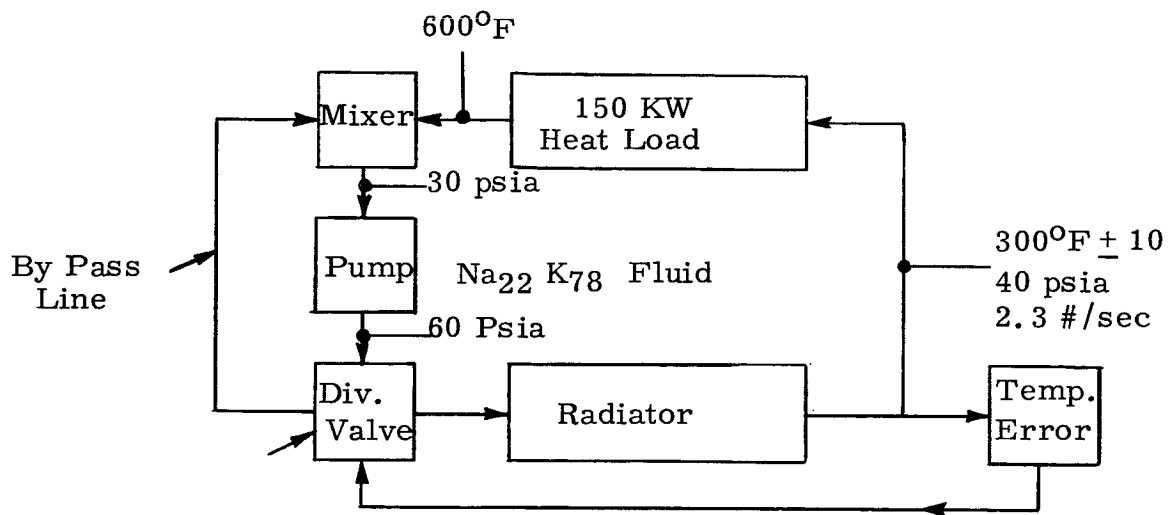 600°F
150 KW
Heat Load
Mixer
30 psia
By Pass
Line
Pump
Na22 K78 Fluid
300°F ± 10
40 psia
2.3 #/sec
60 Psia
Div.
Valve
Radiator
Temp.
Error